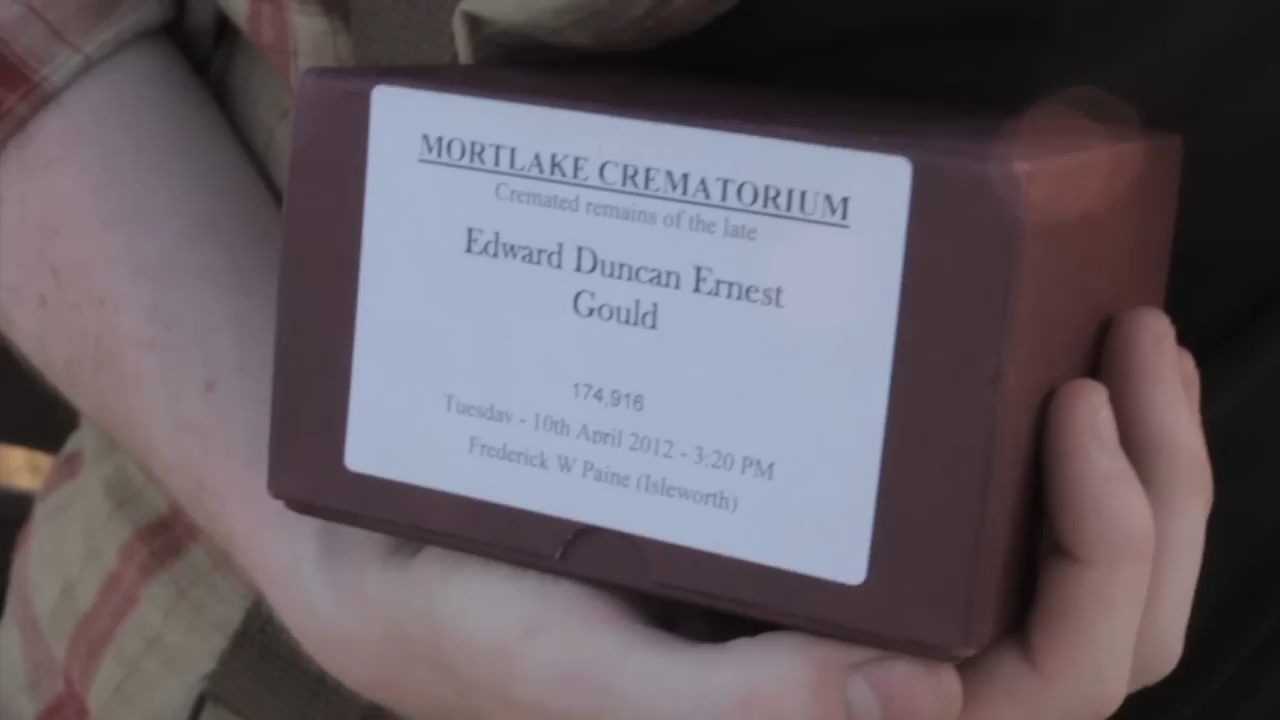 MORTLAKE CREMATORIUM
Cremated remains of the late
Edward Duncan Ernest
Gould
174,916
Tuesday - 10th April 2012 - 3:20 PM
Frederick W Paine (Isleworth)